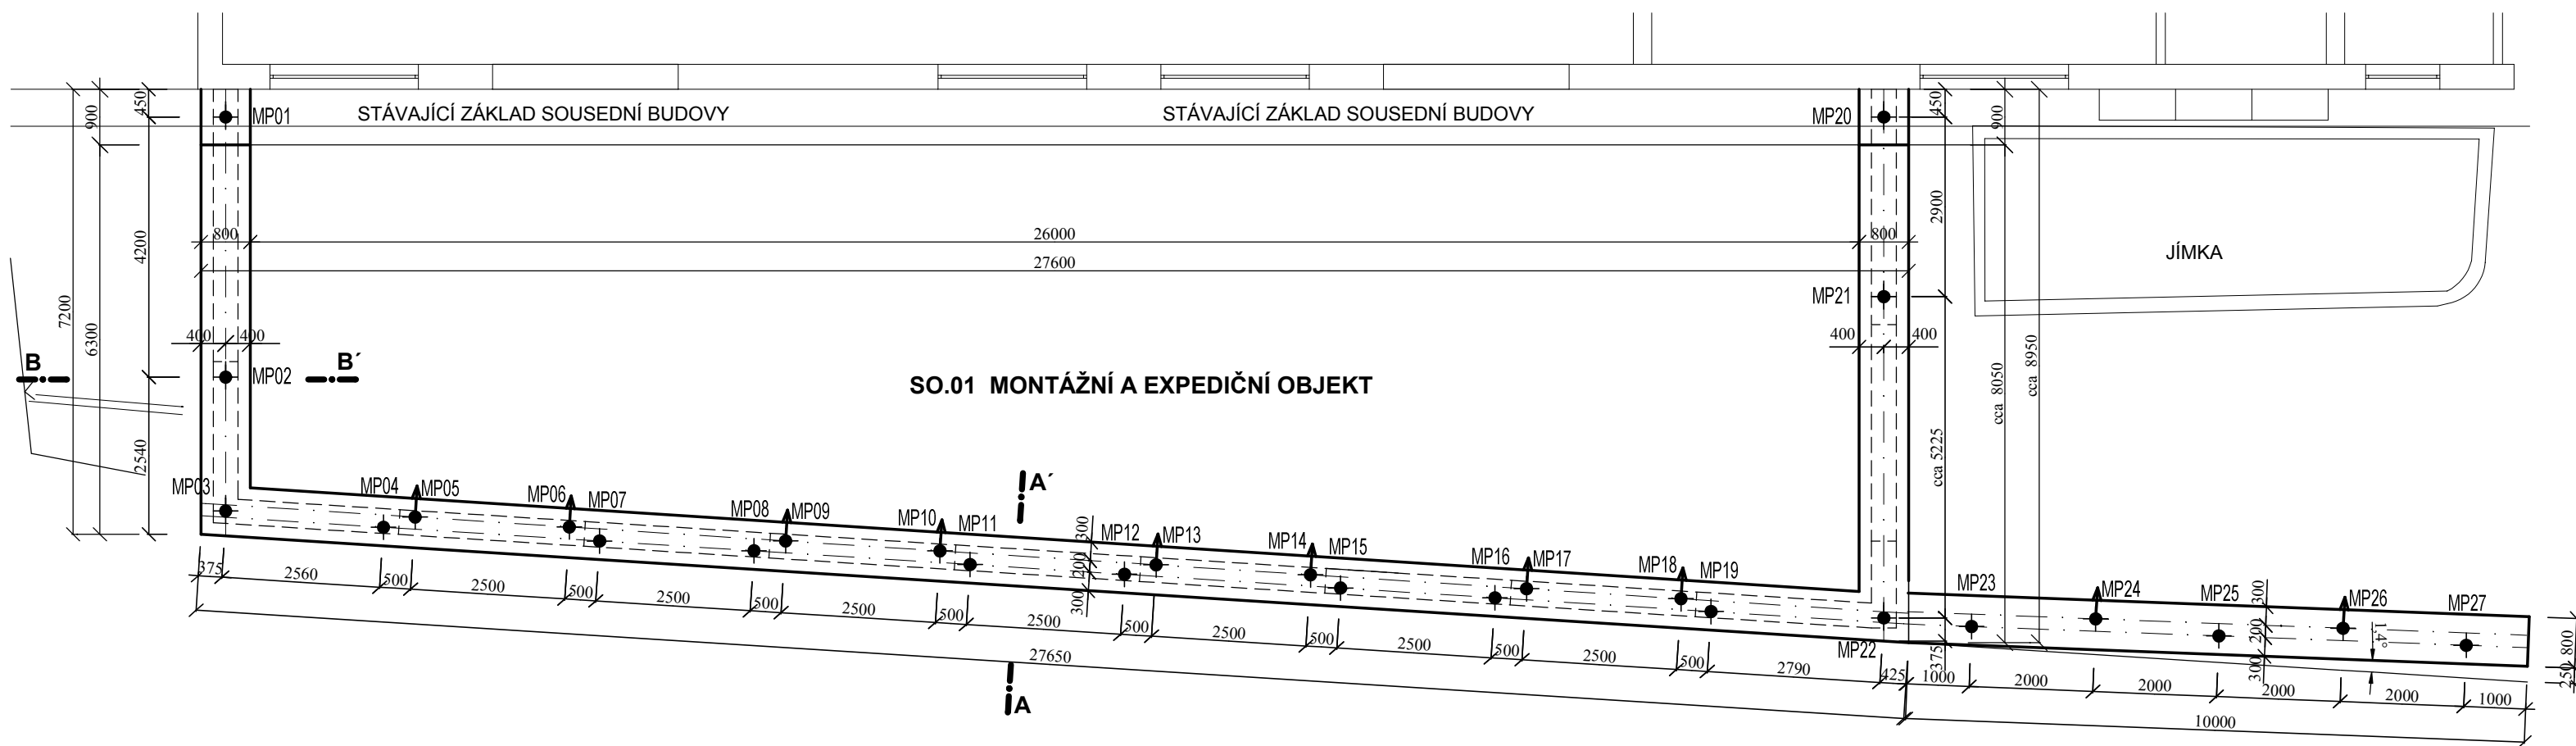 450
900
MP01
STÁVAJÍCÍ ZÁKLAD SOUSEDNÍ BUDOVY
STÁVAJÍCÍ ZÁKLAD SOUSEDNÍ BUDOVY
MP20
450
900
4200
800
26000
800
27600
2900
JÍMKA
7200
6300
400
400
MP21
400
400
B
B´
MP02
SO.01 MONTÁŽNÍ A EXPEDIČNÍ OBJEKT
cca 8050
cca 8950
2540
cca 5225
MP03
MP04
MP05
MP06
MP07
MP08
MP09
MP10
MP11
A´
MP12
MP13
MP14
MP15
MP16
MP17
MP18
MP19
MP22
MP23
MP24
MP25
MP26
MP27
300
200
300
300
200
300
1,4°
800
250
375
375
2560
500
2500
500
2500
500
2500
500
2500
500
2500
500
2500
500
2500
500
2790
425
1000
2000
2000
2000
2000
1000
27650
10000
A